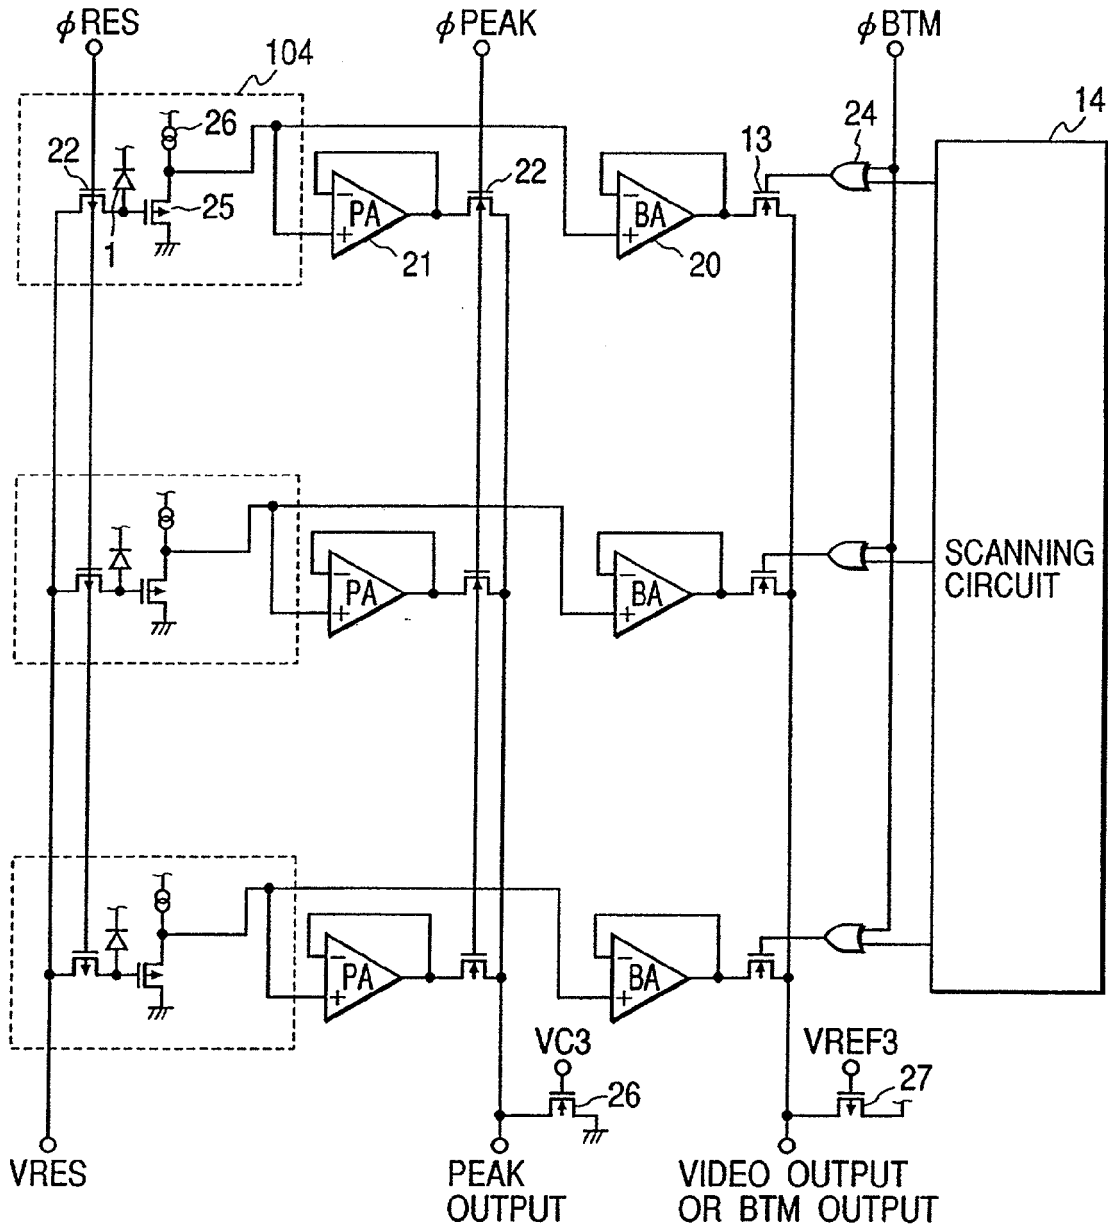 φRES
φPEAK
φBTM
104
26
22
25
1
PA
21
22
BA
20
13
24
14
PA
BA
SCANNING
CIRCUIT
PA
BA
VC3
26
VREF3
27
VRES
PEAK
OUTPUT
VIDEO OUTPUT
OR BTM OUTPUT